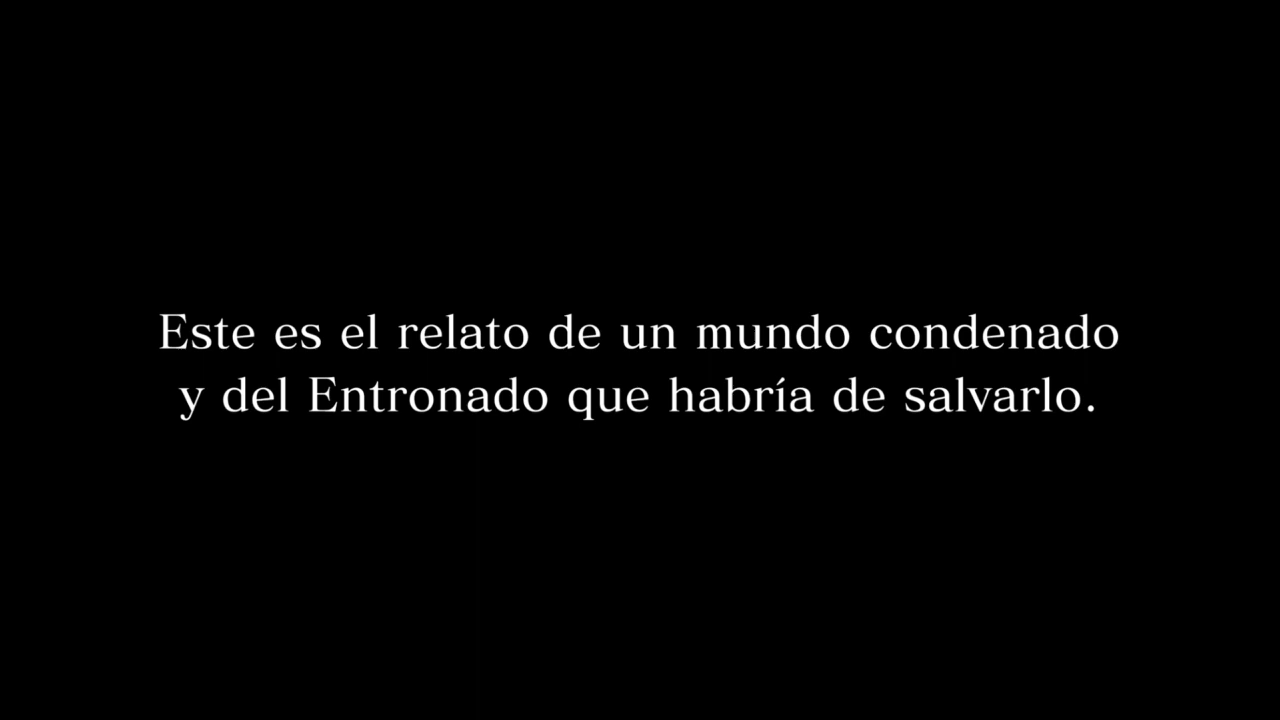 Este es el relato de un mundo condenado
y del Entronado que habría de salvarlo.